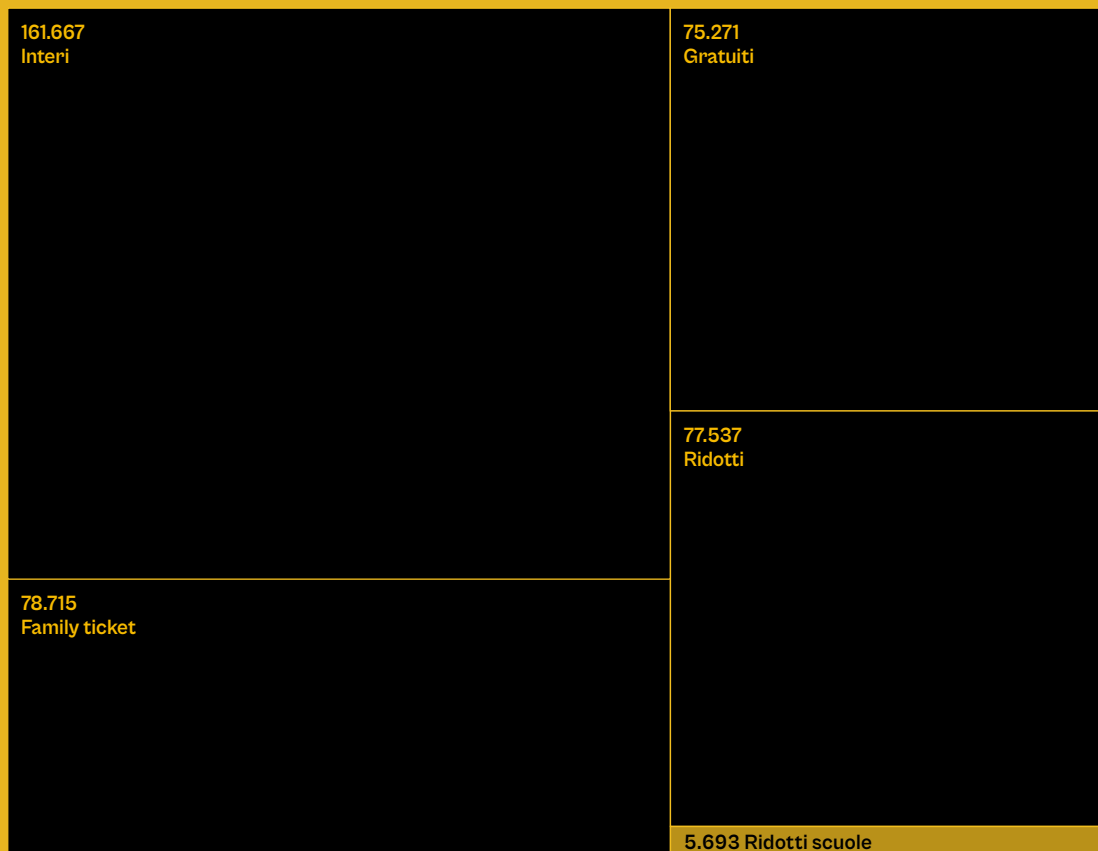 161.667
Interi
75.271
Gratuiti
77.537
Ridotti
78.715
Family ticket
5.693 Ridotti scuole